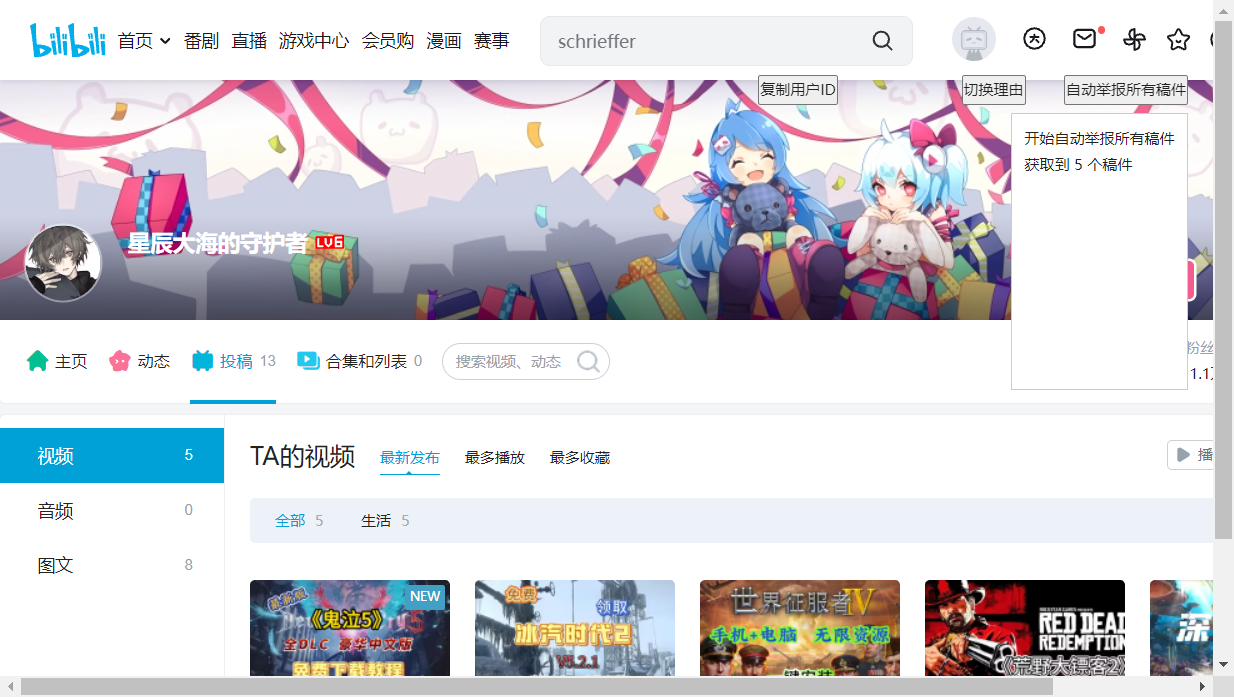 bilibili
首页 番剧 直播 游戏中心 会员购 漫画 赛事
schrieffer
复制用户ID 切换理由 自动举报所有稿件
开始自动举报所有稿件
获取到 5 个稿件
星辰大海的守护者 LV6
主页 动态 投稿 13 合集和列表 0 搜索视频、动态
粉丝
1.1
视频 5
音频 0
图文 8
TA的视频 最新发布 最多播放 最多收藏
播
全部 5 生活 5
最新版
NEW
《鬼泣5》
全DLC 豪华中文版
免费下载教程
免费
领取
冰汽时代2
V5.2.1
世界征服者IV
手机+电脑 无限资源
键安装
RED DEAD
REDEMPTION
《荒野大镖客2》
深